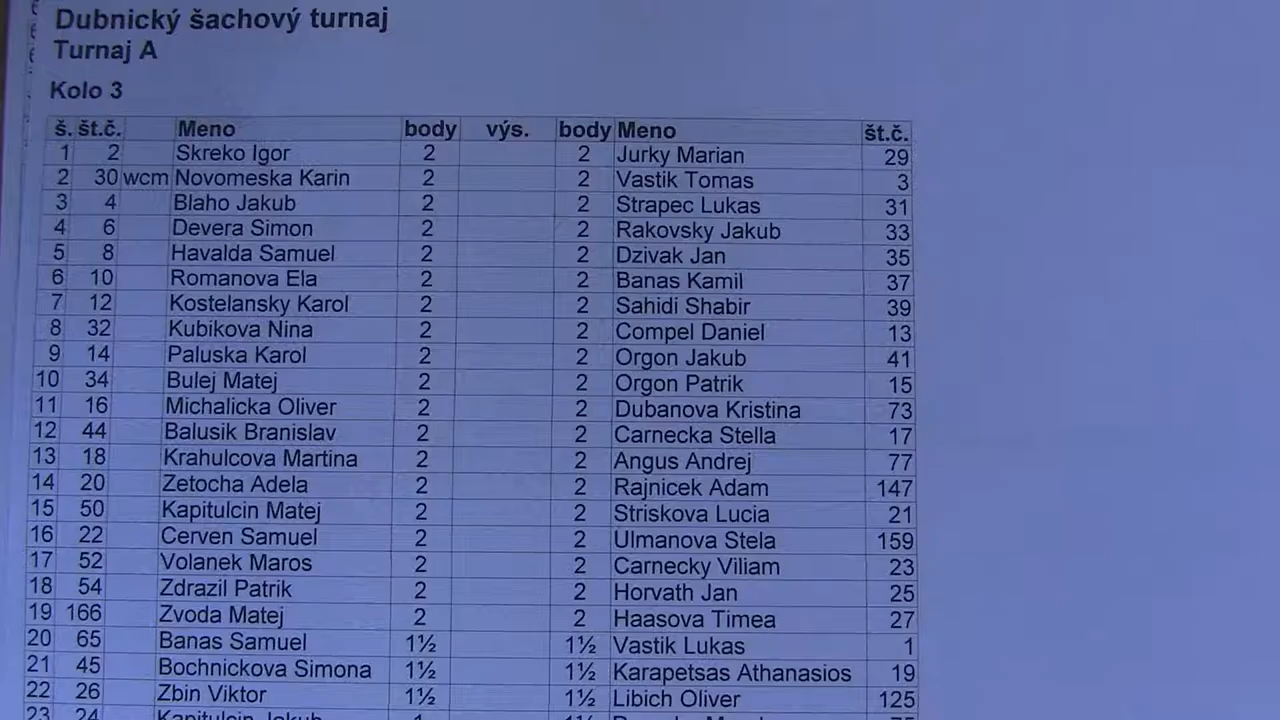 Dubnický šachový turnaj
Turnaj A
Kolo 3
š. št.č. Meno body výs. body Meno št.č.
1 2 Skreko Igor 2 2 Jurky Marian 29
2 30 wcm Novomeska Karin 2 2 Vastik Tomas 3
3 4 Blaho Jakub 2 2 Strapec Lukas 31
4 6 Devera Simon 2 2 Rakovsky Jakub 33
5 8 Havalda Samuel 2 2 Dzivak Jan 35
6 10 Romanova Ela 2 2 Banas Kamil 37
7 12 Kostelansky Karol 2 2 Sahidi Shabir 39
8 32 Kubikova Nina 2 2 Compel Daniel 13
9 14 Paluska Karol 2 2 Orgon Jakub 41
10 34 Bulej Matej 2 2 Orgon Patrik 15
11 16 Michalicka Oliver 2 2 Dubanova Kristina 73
12 44 Balusik Branislav 2 2 Carnecka Stella 17
13 18 Krahulcova Martina 2 2 Angus Andrej 77
14 20 Zetocha Adela 2 2 Rajnicek Adam 147
15 50 Kapitulcin Matej 2 2 Striskova Lucia 21
16 22 Cerven Samuel 2 2 Ulmanova Stela 159
17 52 Volanek Maros 2 2 Carnecky Viliam 23
18 54 Zdrazil Patrik 2 2 Horvath Jan 25
19 166 Zvoda Matej 2 2 Haasova Timea 27
20 65 Banas Samuel 1½ 1½ Vastik Lukas 1
21 45 Bochnickova Simona 1½ 1½ Karapetsas Athanasios 19
22 26 Zbin Viktor 1½ 1½ Libich Oliver 125
23 24 Kapitulcin Jakub